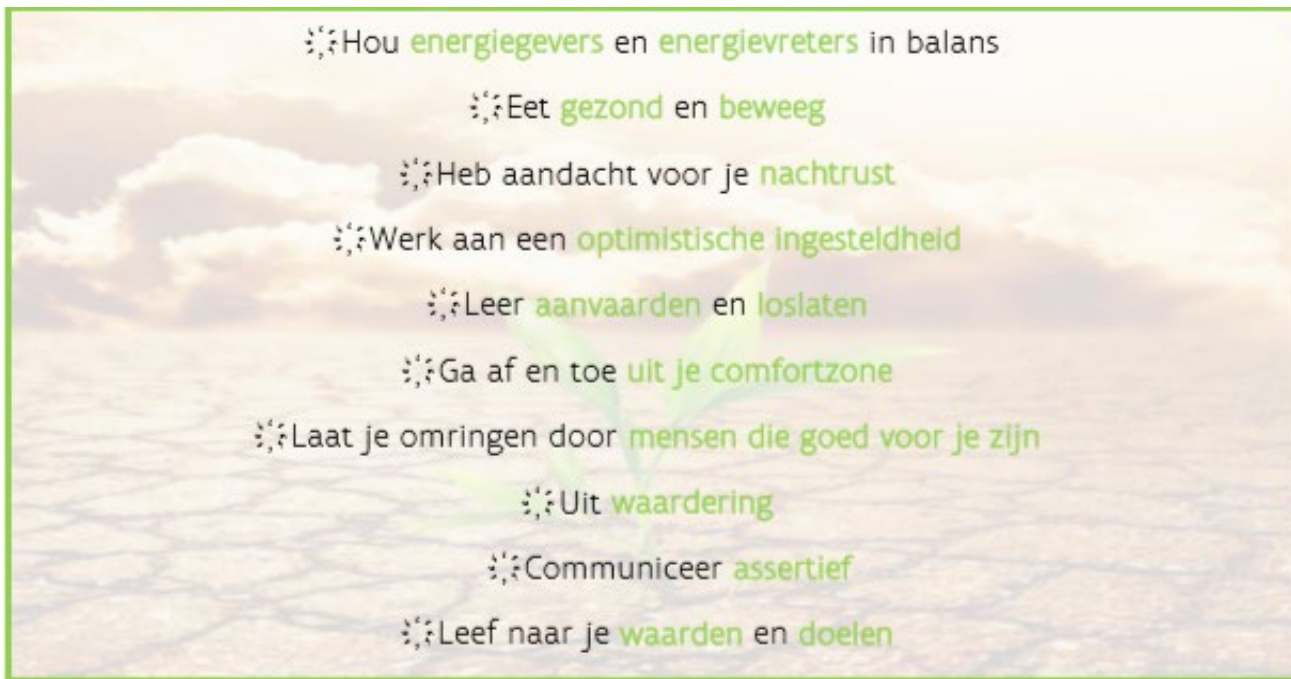 Hou energiegevers en energievreters in balans
Eet gezond en beweeg
Heb aandacht voor je nachtrust
Werk aan een optimistische ingesteldheid
Leer aanvaarden en loslaten
Ga af en toe uit je comfortzone
Laat je omringen door mensen die goed voor je zijn
Uit waardering
Communiceer assertief
Leef naar je waarden en doelen